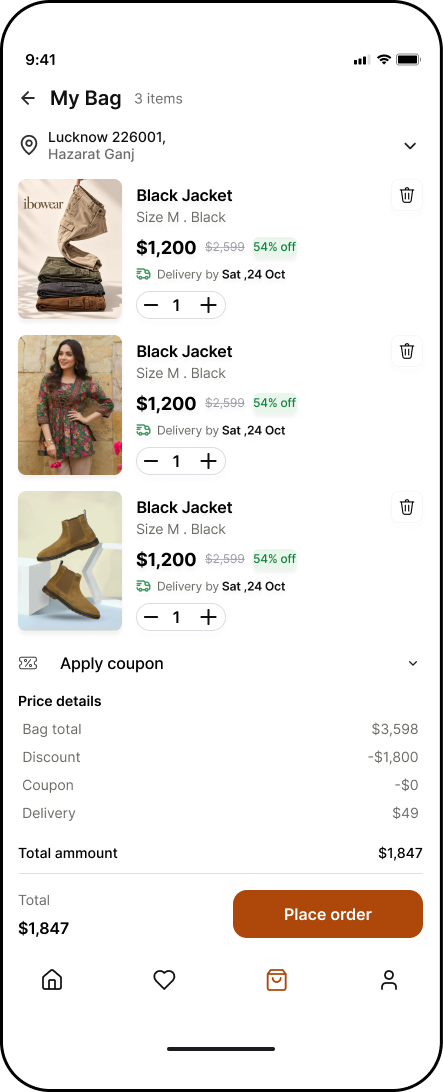 9:41
My Bag 3 items
Lucknow 226001,
Hazarat Ganj
ibowear
Black Jacket
Size M . Black
$1,200 $2,599 54% off
Delivery by Sat ,24 Oct
1
Black Jacket
Size M . Black
$1,200 $2,599 54% off
Delivery by Sat ,24 Oct
1
Black Jacket
Size M . Black
$1,200 $2,599 54% off
Delivery by Sat ,24 Oct
1
Apply coupon
Price details
Bag total $3,598
Discount -$1,800
Coupon -$0
Delivery $49
Total ammount $1,847
Total
$1,847
Place order